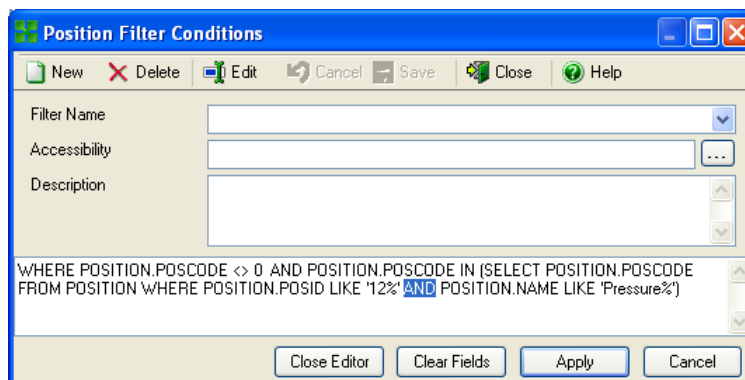 Position Filter Conditions
New Delete Edit Cancel Save Close Help
Filter Name
Accessibility
...
Description
WHERE POSITION.POSCODE <> 0 AND POSITION.POSCODE IN (SELECT POSITION.POSCODE
FROM POSITION WHERE POSITION.POSID LIKE '12%' AND POSITION.NAME LIKE 'Pressure%')
Close Editor Clear Fields Apply Cancel